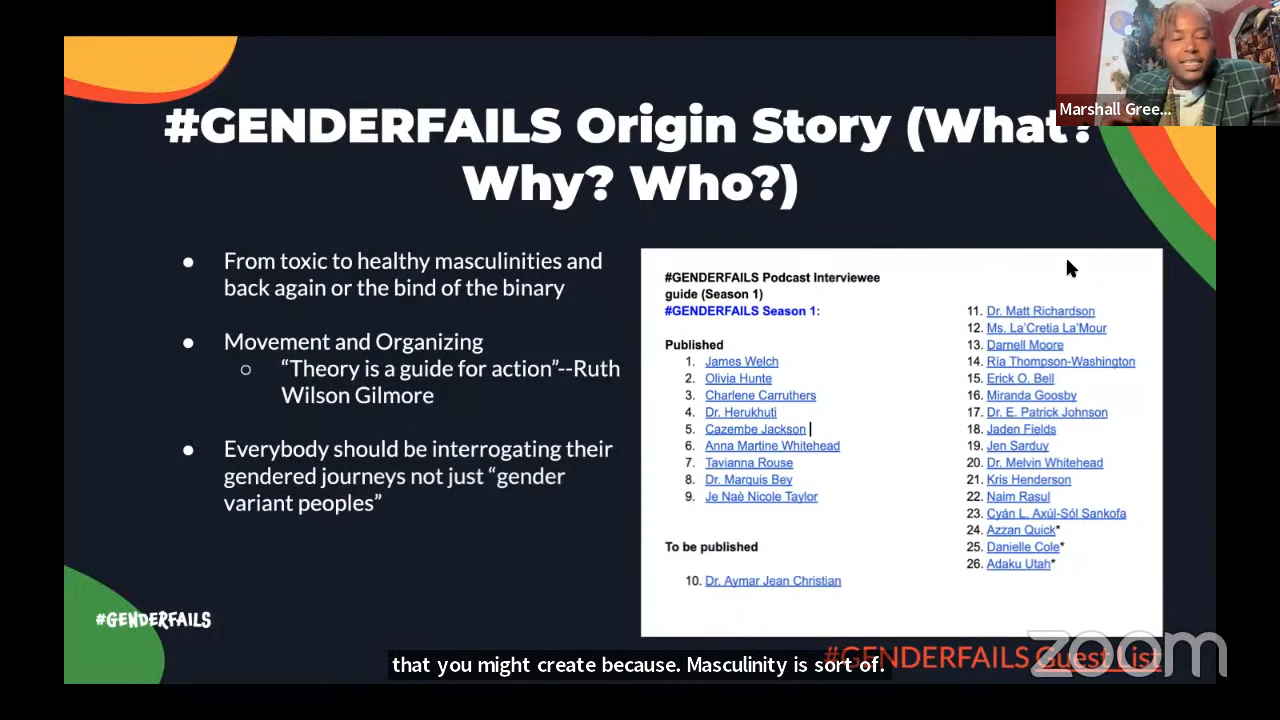 Marshall Gree...
#GENDERFAILS Origin Story (What?
Why? Who?)
● From toxic to healthy masculinities and
back again or the bind of the binary
● Movement and Organizing
○ “Theory is a guide for action”--Ruth
Wilson Gilmore
● Everybody should be interrogating their
gendered journeys not just “gender
variant peoples”
#GENDERFAILS
#GENDERFAILS Podcast Interviewee
guide (Season 1)
#GENDERFAILS Season 1:
Published
1. James Welch
2. Olivia Hunte
3. Charlene Carruthers
4. Dr. Herukhuti
5. Cazembe Jackson
6. Anna Martine Whitehead
7. Tavianna Rouse
8. Dr. Marquis Bey
9. Je Naè Nicole Taylor
To be published
10. Dr. Aymar Jean Christian
11. Dr. Matt Richardson
12. Ms. La’Cretia La’Mour
13. Darnell Moore
14. Ría Thompson-Washington
15. Erick O. Bell
16. Miranda Goosby
17. Dr. E. Patrick Johnson
18. Jaden Fields
19. Jen Sarduy
20. Dr. Melvin Whitehead
21. Kris Henderson
22. Naim Rasul
23. Cyán L. Axúl-Sól Sankofa
24. Azzan Quick*
25. Danielle Cole*
26. Adaku Utah*
#GENDERFAILS Guest List
zoom
that you might create because. Masculinity is sort of.